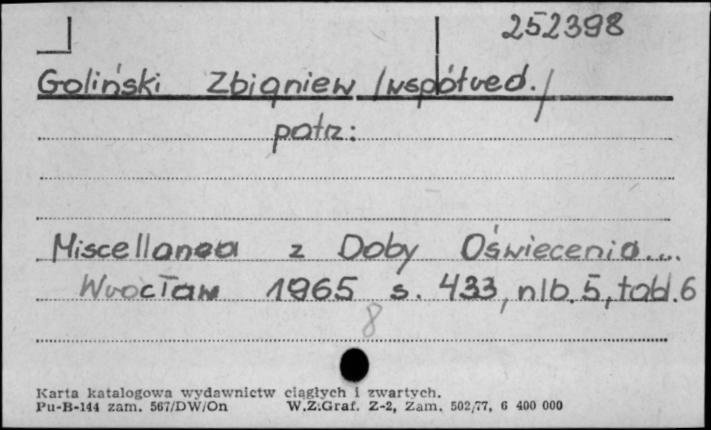 252398
Goliński Zbigniew /współred./
patrz:
Miscellanea z Doby Oświecenia....
Wrocław 1965 s. 433, nlb. 5, tabl. 6
8
Karta katalogowa wydawnictw ciągłych i zwartych.
Pu-B-144 zam. 567/DW/On W.Z.Graf. Z-2, Zam. 502/77, 6 400 000